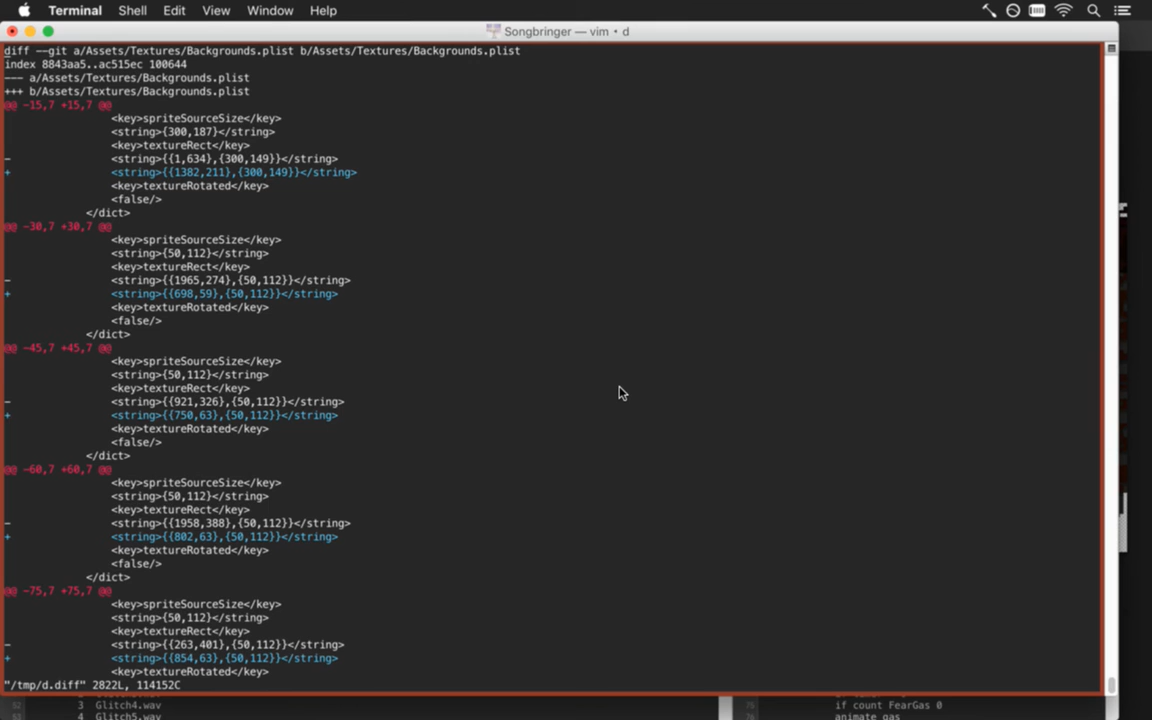 Terminal Shell Edit View Window Help
Songbringer — vim • d
diff --git a/Assets/Textures/Backgrounds.plist b/Assets/Textures/Backgrounds.plist
index 8843aa5..ac515ec 100644
--- a/Assets/Textures/Backgrounds.plist
+++ b/Assets/Textures/Backgrounds.plist
@@ -15,7 +15,7 @@
<key>spriteSourceSize</key>
<string>{300,187}</string>
<key>textureRect</key>
- <string>{{1,634},{300,149}}</string>
+ <string>{{1382,211},{300,149}}</string>
<key>textureRotated</key>
<false/>
</dict>
@@ -30,7 +30,7 @@
<key>spriteSourceSize</key>
<string>{50,112}</string>
<key>textureRect</key>
- <string>{{1965,274},{50,112}}</string>
+ <string>{{698,59},{50,112}}</string>
<key>textureRotated</key>
<false/>
</dict>
@@ -45,7 +45,7 @@
<key>spriteSourceSize</key>
<string>{50,112}</string>
<key>textureRect</key>
- <string>{{921,326},{50,112}}</string>
+ <string>{{750,63},{50,112}}</string>
<key>textureRotated</key>
<false/>
</dict>
@@ -60,7 +60,7 @@
<key>spriteSourceSize</key>
<string>{50,112}</string>
<key>textureRect</key>
- <string>{{1958,388},{50,112}}</string>
+ <string>{{802,63},{50,112}}</string>
<key>textureRotated</key>
<false/>
</dict>
@@ -75,7 +75,7 @@
<key>spriteSourceSize</key>
<string>{50,112}</string>
<key>textureRect</key>
- <string>{{263,401},{50,112}}</string>
+ <string>{{854,63},{50,112}}</string>
<key>textureRotated</key>
"/tmp/d.diff" 2822L, 114152C
3 Glitch4.wav
if count FearGas 0
4 Glitch5.wav
76 animate gas